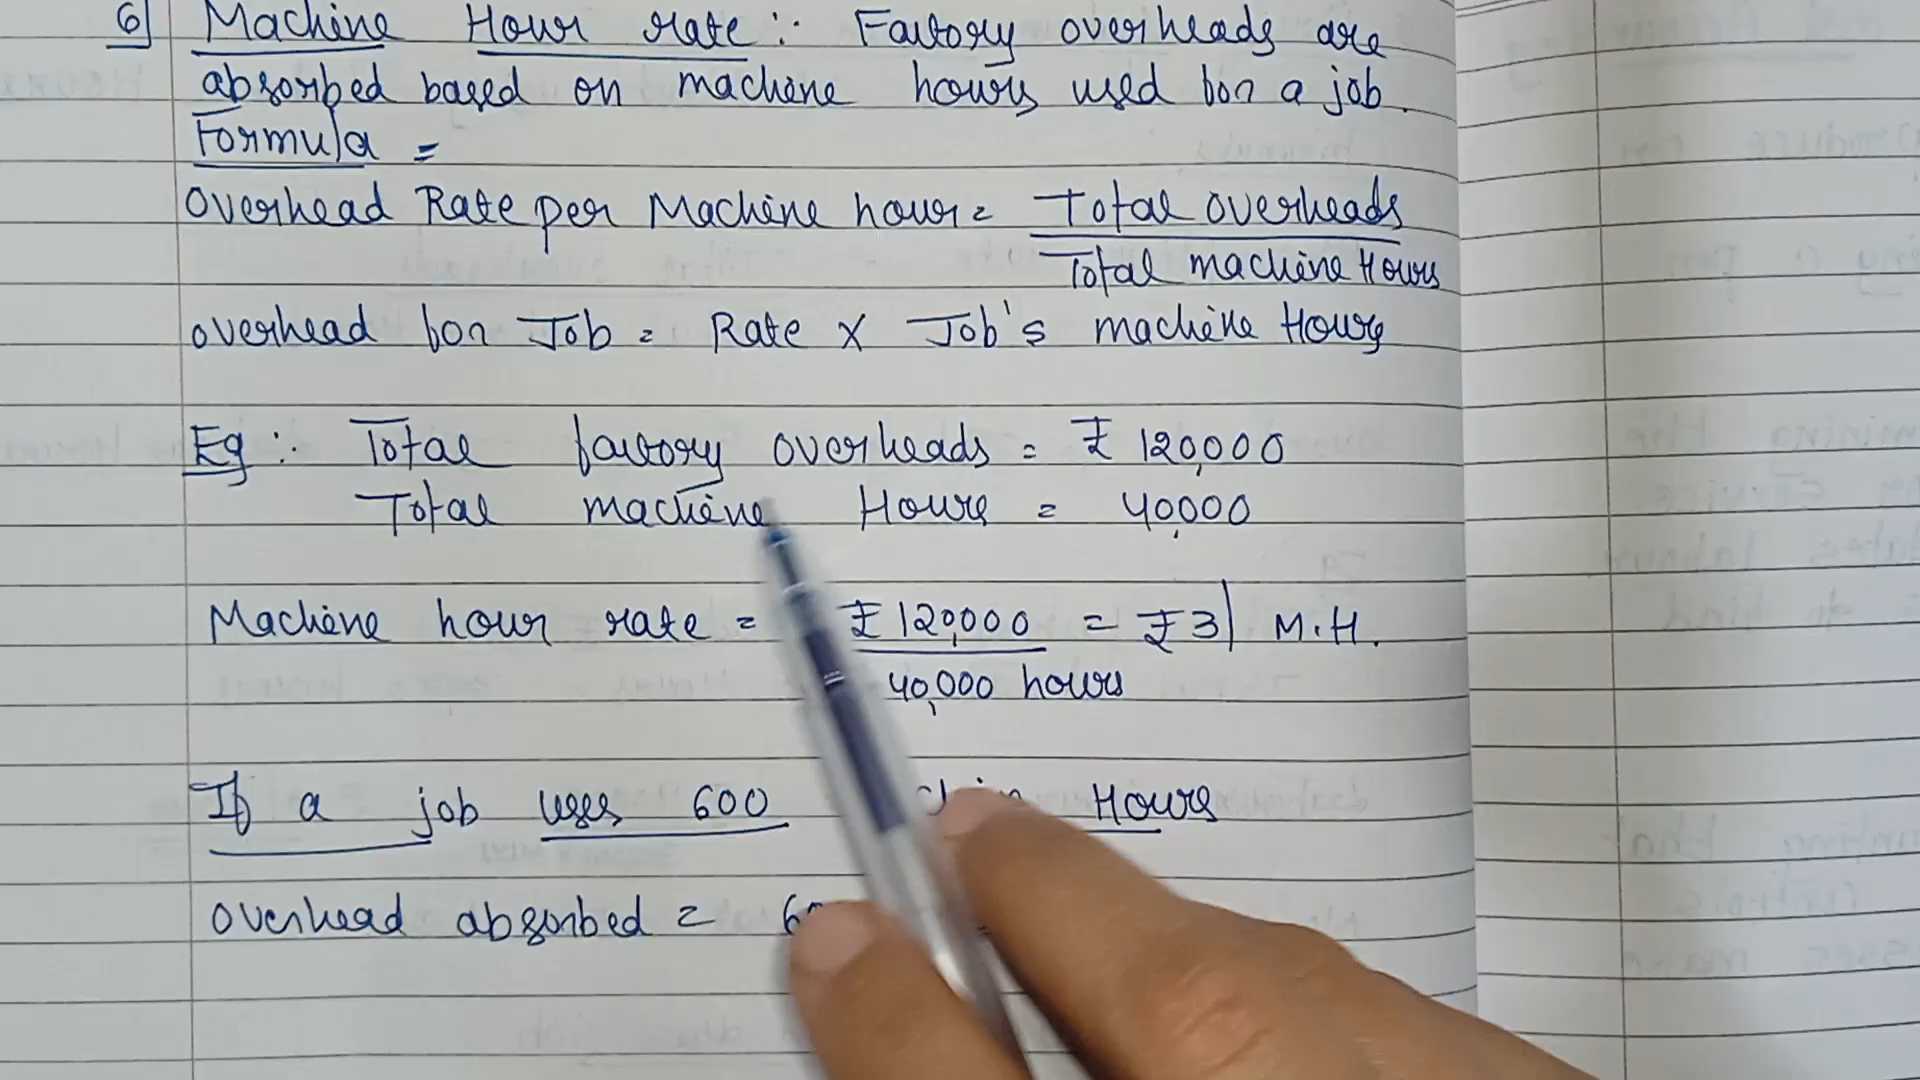 6] Machine Hour rate :- Factory overheads are
absorbed based on machine hours used for a job.
Formula =
Overhead Rate per Machine hour = Total overheads
Total machine Hours
overhead for Job = Rate X Job's machine Hours
Eg :- Total factory overheads = ₹ 120,000
Total machine Hours = 40,000
Machine hour rate = ₹ 120,000 = ₹3/ M.H.
40,000 hours
If a job uses 600 Hours
overhead absorbed =